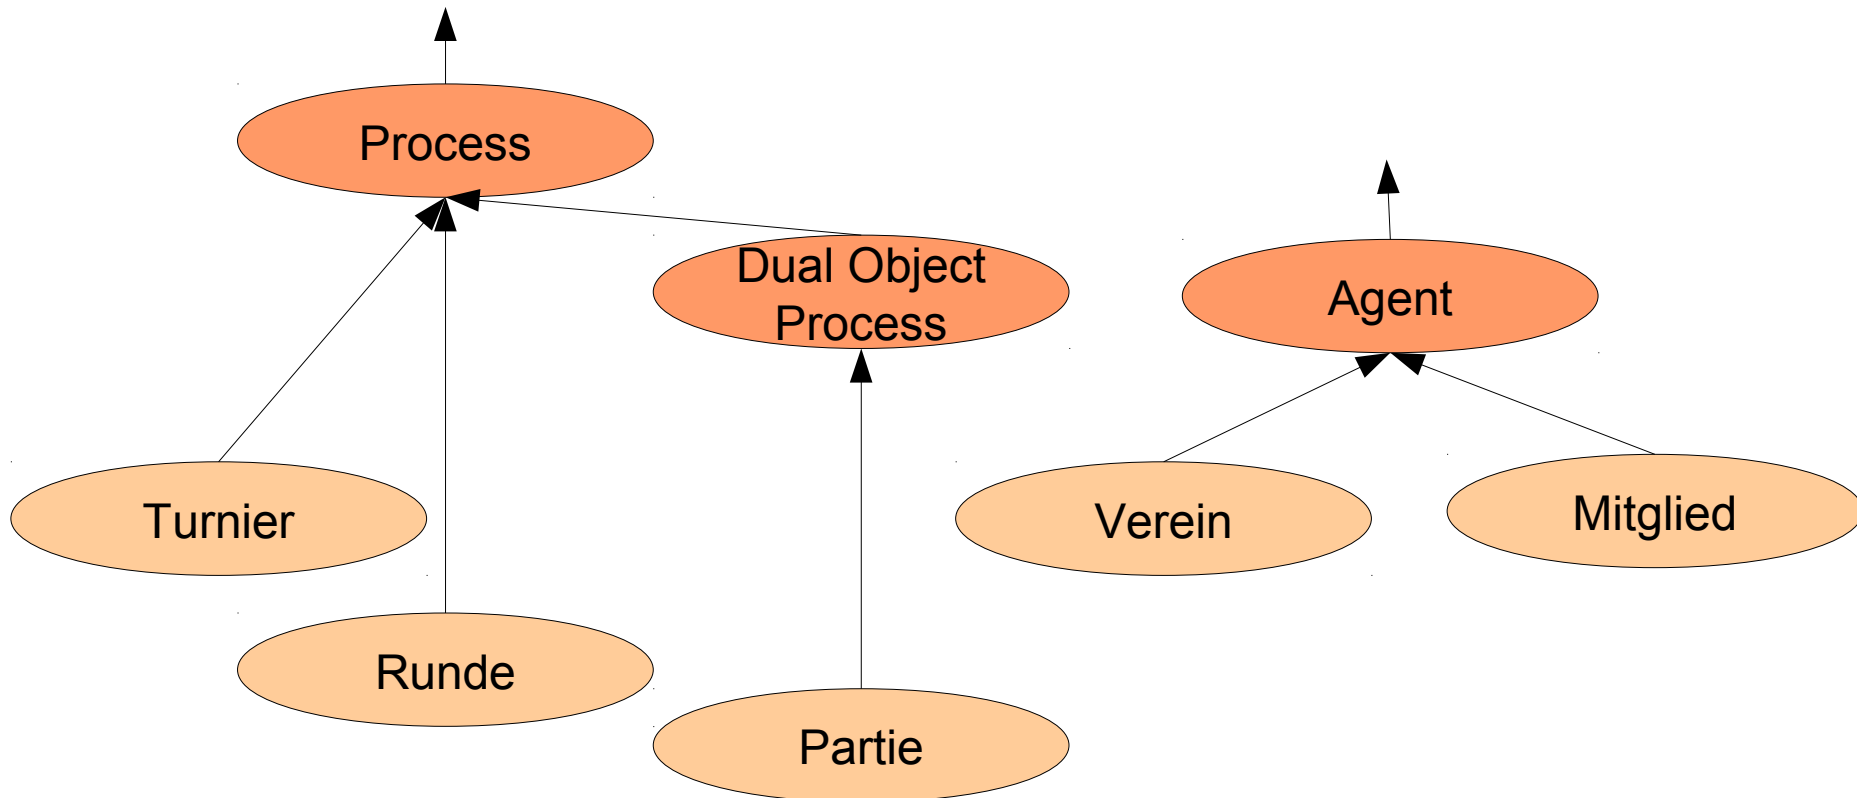 Process
Dual Object
Process
Agent
Turnier
Verein
Mitglied
Runde
Partie